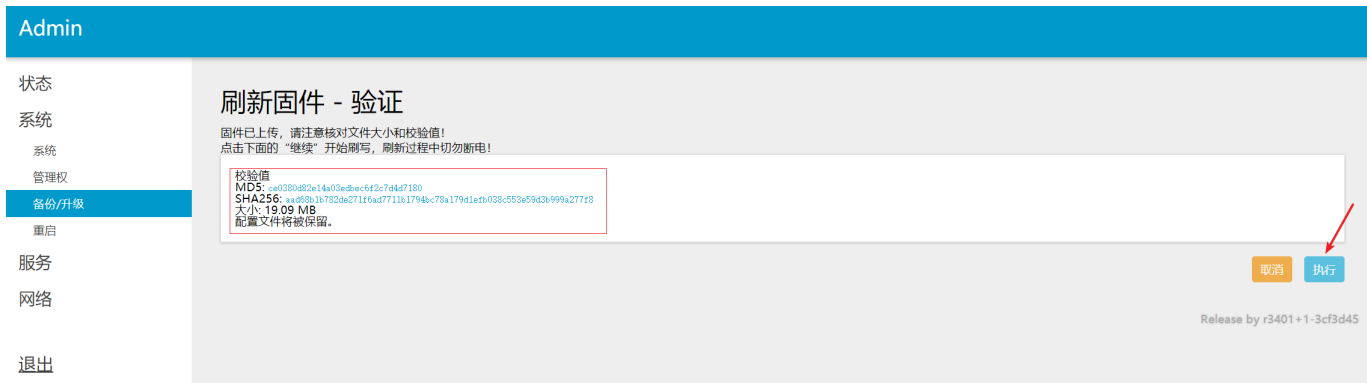 Admin
状态
系统
系统
管理权
备份/升级
重启
服务
网络
退出
刷新固件 - 验证
固件已上传，请注意核对文件大小和校验值！
点击下面的“继续”开始刷写，刷新过程中切勿断电！
校验值
MD5: ce0380d82e14a03edbec6f2c7d4d7180
SHA256: aad68b1b782de271f6ad7711b1794bc78a179d1efb038c553e59d3b999a277f8
大小: 19.09 MB
配置文件将被保留。
取消
执行
Release by r3401+1-3cf3d45